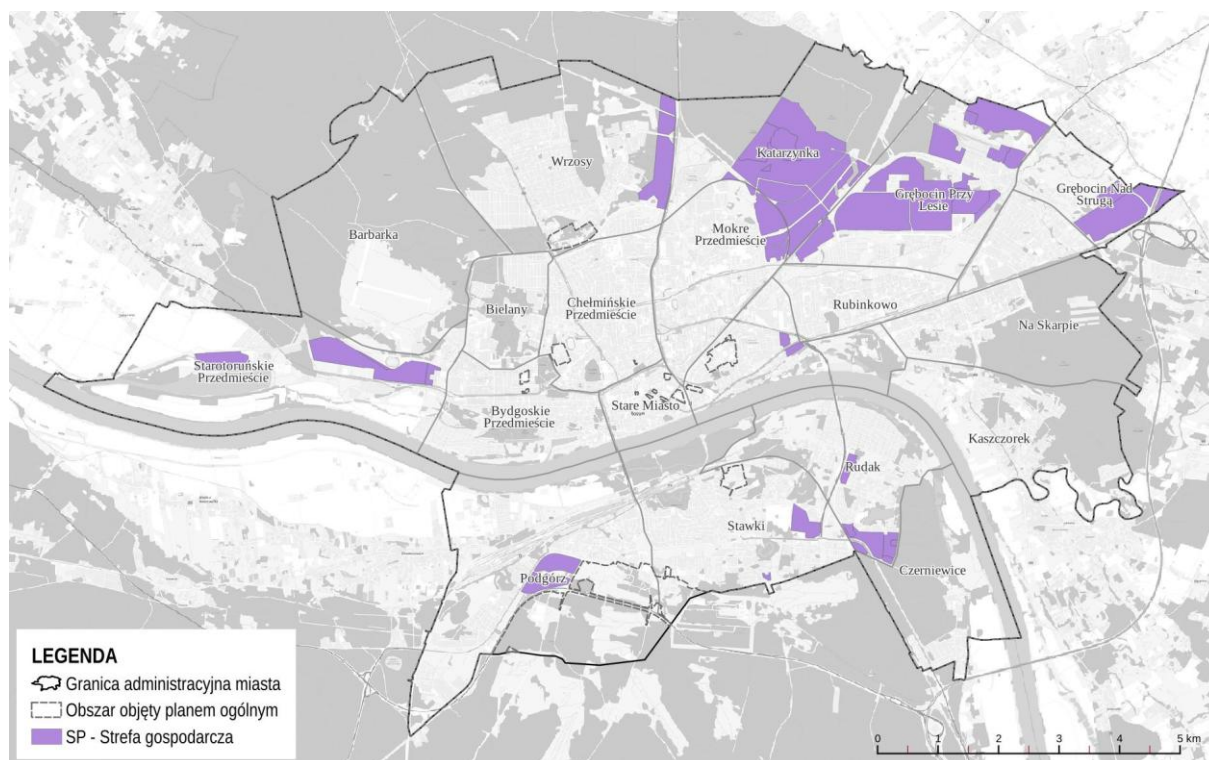 Wrzosy
Katarzynka
Grębocin Przy
Lesie
Grębocin Nad
Strugą
Barbarka
Mokre
Przedmieście
Bielany
Chełmińskie
Przedmieście
Rubinkowo
Na Skarpie
Starotoruńskie
Przedmieście
Bydgoskie
Przedmieście
Stare Miasto
Kaszczorek
Rudak
Stawki
Podgórz
Czerniewice
LEGENDA
Granica administracyjna miasta
Obszar objęty planem ogólnym
SP - Strefa gospodarcza
0 1 2 3 4 5 km